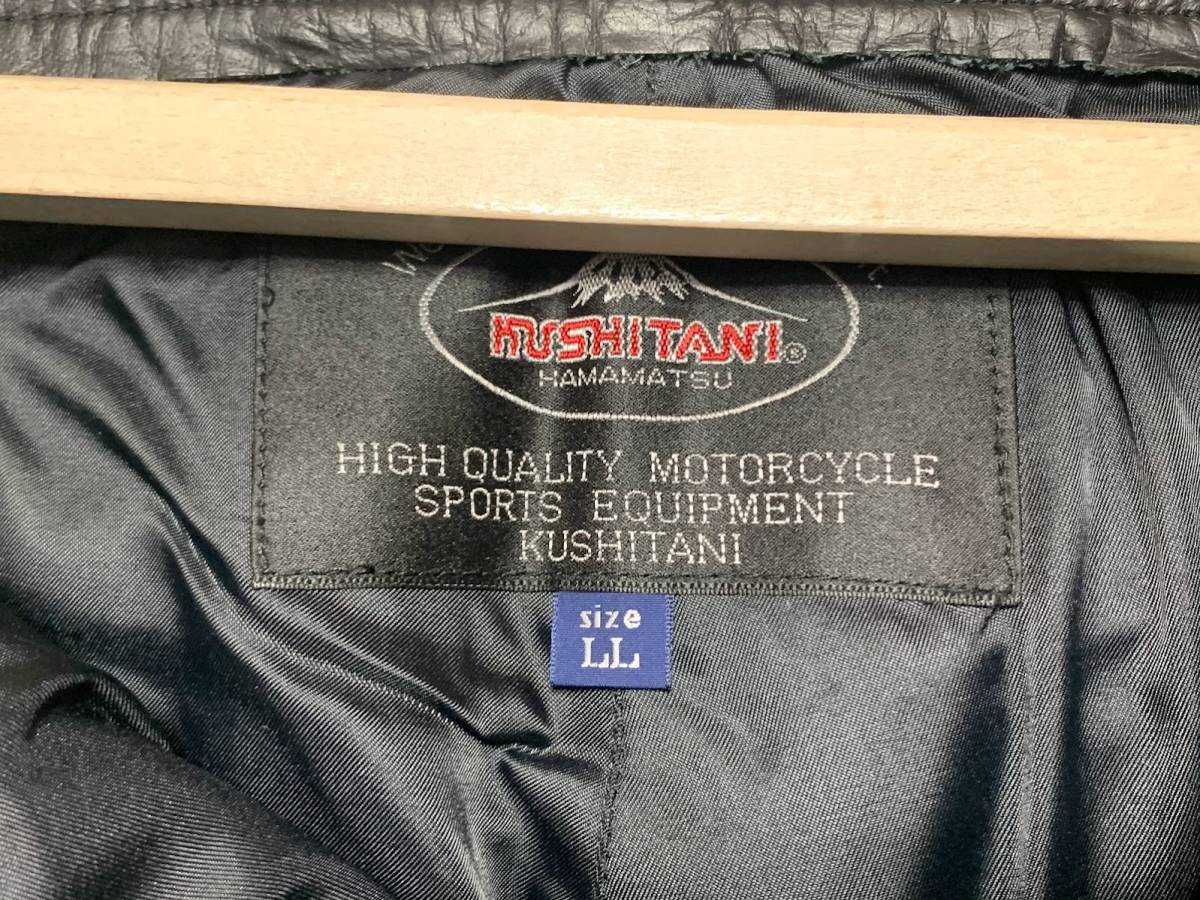 KUSHITANI®
HAMAMATSU
HIGH QUALITY MOTORCYCLE
SPORTS EQUIPMENT
KUSHITANI
size
LL